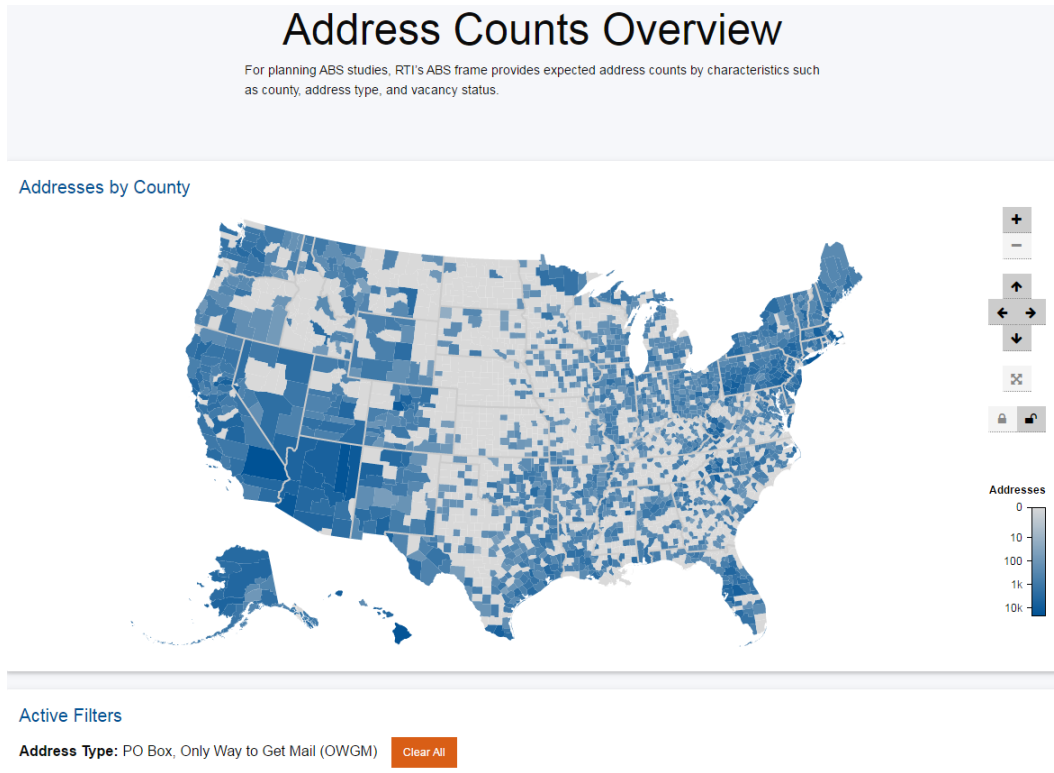 Address Counts Overview
For planning ABS studies, RTI's ABS frame provides expected address counts by characteristics such
as county, address type, and vacancy status.
Addresses by County
Addresses
0
10
100
1k
10k
Active Filters
Address Type: PO Box, Only Way to Get Mail (OWGM)
Clear All